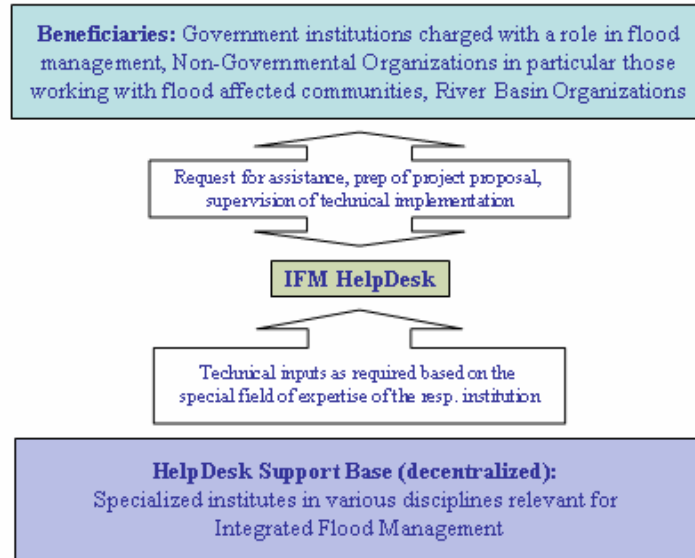 Beneficiaries: Government institutions charged with a role in flood
management, Non-Governmental Organizations in particular those
working with flood affected communities, River Basin Organizations
Request for assistance, prep of project proposal,
supervision of technical implementation
IFM HelpDesk
Technical inputs as required based on the
special field of expertise of the resp. institution
HelpDesk Support Base (decentralized):
Specialized institutes in various disciplines relevant for
Integrated Flood Management